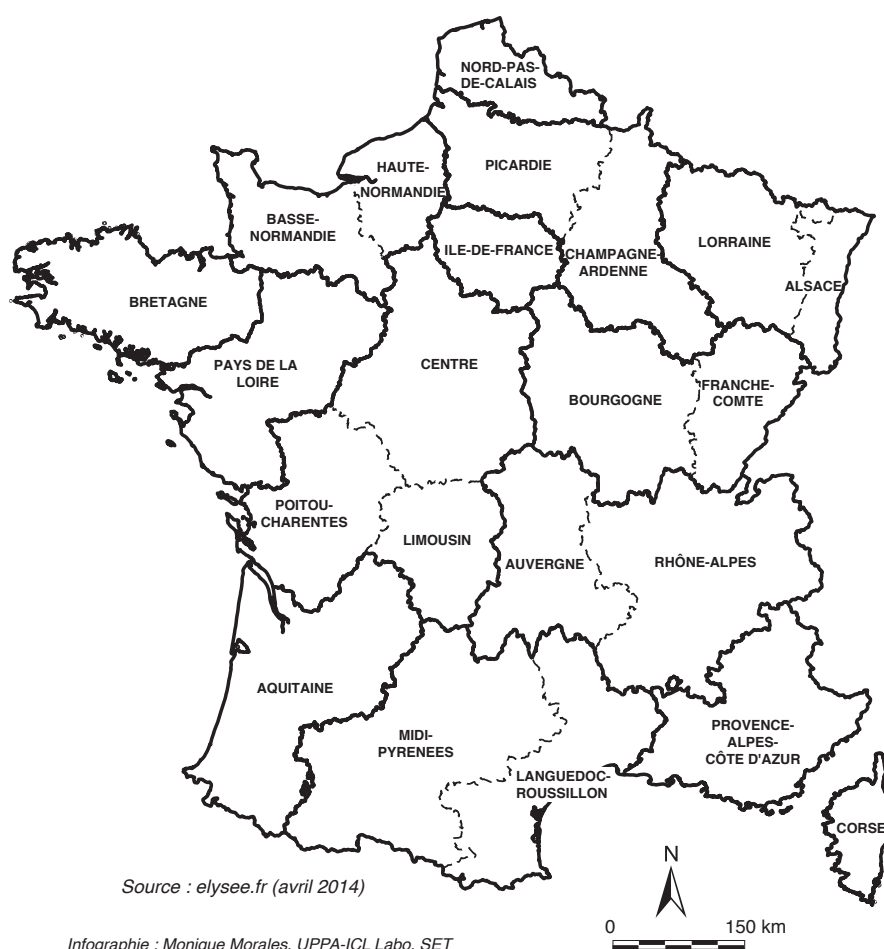 NORD-PAS-
DE-CALAIS
HAUTE-
NORMANDIE
PICARDIE
BASSE-
NORMANDIE
ILE-DE-FRANCE
CHAMPAGNE-
ARDENNE
LORRAINE
ALSACE
BRETAGNE
PAYS DE LA
LOIRE
CENTRE
BOURGOGNE
FRANCHE-
COMTE
POITOU-
CHARENTES
LIMOUSIN
AUVERGNE
RHÔNE-ALPES
AQUITAINE
MIDI-
PYRENEES
LANGUEDOC-
ROUSSILLON
PROVENCE-
ALPES-
CÔTE D'AZUR
CORSE
Source : elysee.fr (avril 2014)
N
0 150 km
Infographie : Monique Morales, UPPA-ICL Labo. SET